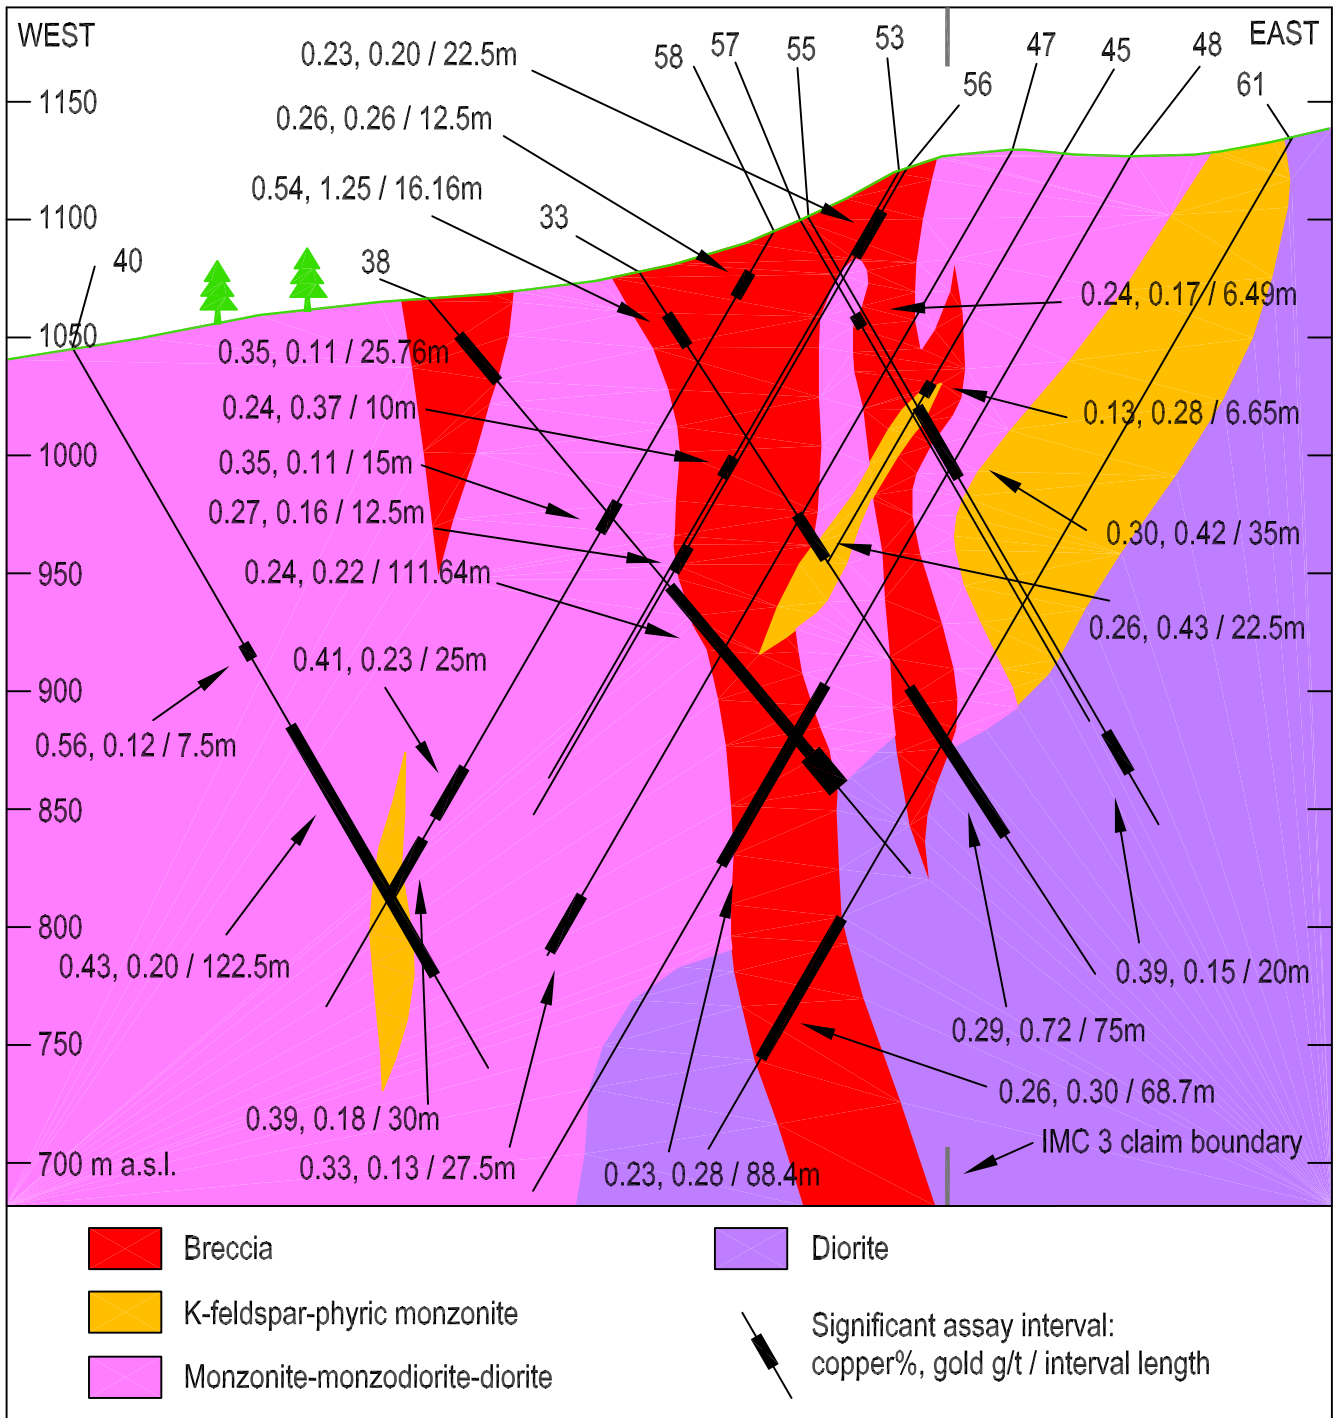 WEST
EAST
0.23, 0.20 / 22.5m
58
57
55
53
47
45
48
56
61
1150
0.26, 0.26 / 12.5m
0.54, 1.25 / 16.16m
1100
33
40
38
0.24, 0.17 / 6.49m
1050
0.35, 0.11 / 25.76m
0.24, 0.37 / 10m
0.13, 0.28 / 6.65m
1000
0.35, 0.11 / 15m
0.27, 0.16 / 12.5m
0.30, 0.42 / 35m
950
0.24, 0.22 / 111.64m
0.26, 0.43 / 22.5m
0.41, 0.23 / 25m
900
0.56, 0.12 / 7.5m
850
800
0.43, 0.20 / 122.5m
0.39, 0.15 / 20m
0.29, 0.72 / 75m
750
0.26, 0.30 / 68.7m
0.39, 0.18 / 30m
IMC 3 claim boundary
700 m a.s.l.
0.33, 0.13 / 27.5m
0.23, 0.28 / 88.4m
Breccia
Diorite
K-feldspar-phyric monzonite
Significant assay interval:
copper%, gold g/t / interval length
Monzonite-monzodiorite-diorite